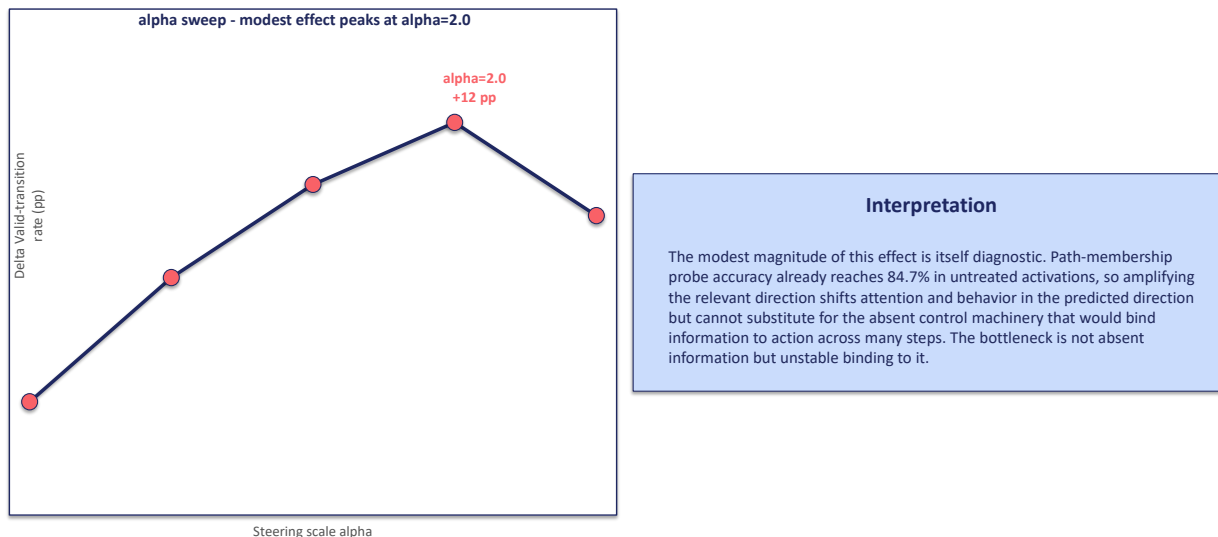 alpha sweep - modest effect peaks at alpha=2.0
alpha=2.0
+12 pp
Delta Valid-transition
rate (pp)
Steering scale alpha
Interpretation
The modest magnitude of this effect is itself diagnostic. Path-membership
probe accuracy already reaches 84.7% in untreated activations, so amplifying
the relevant direction shifts attention and behavior in the predicted direction
but cannot substitute for the absent control machinery that would bind
information to action across many steps. The bottleneck is not absent
information but unstable binding to it.